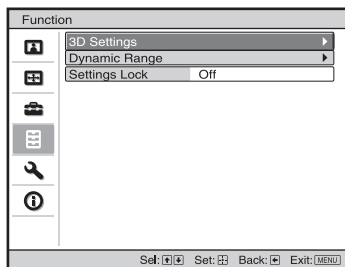 Function
3D Settings
Dynamic Range
Settings Lock Off
Sel: Set: Back: Exit: MENU